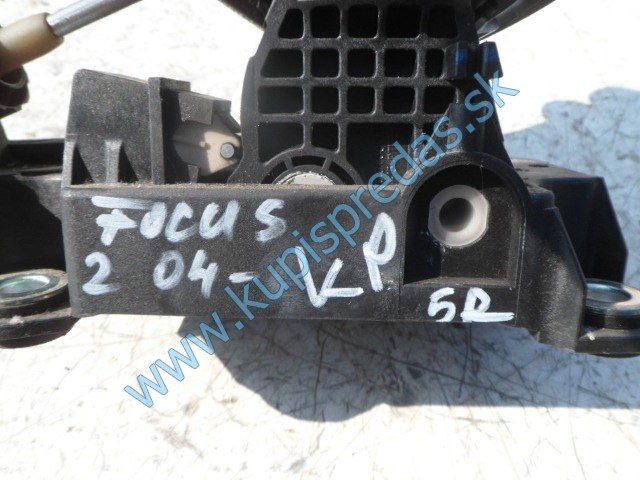 FOCUS
2 04- KP
5R
www.kupispredas.sk